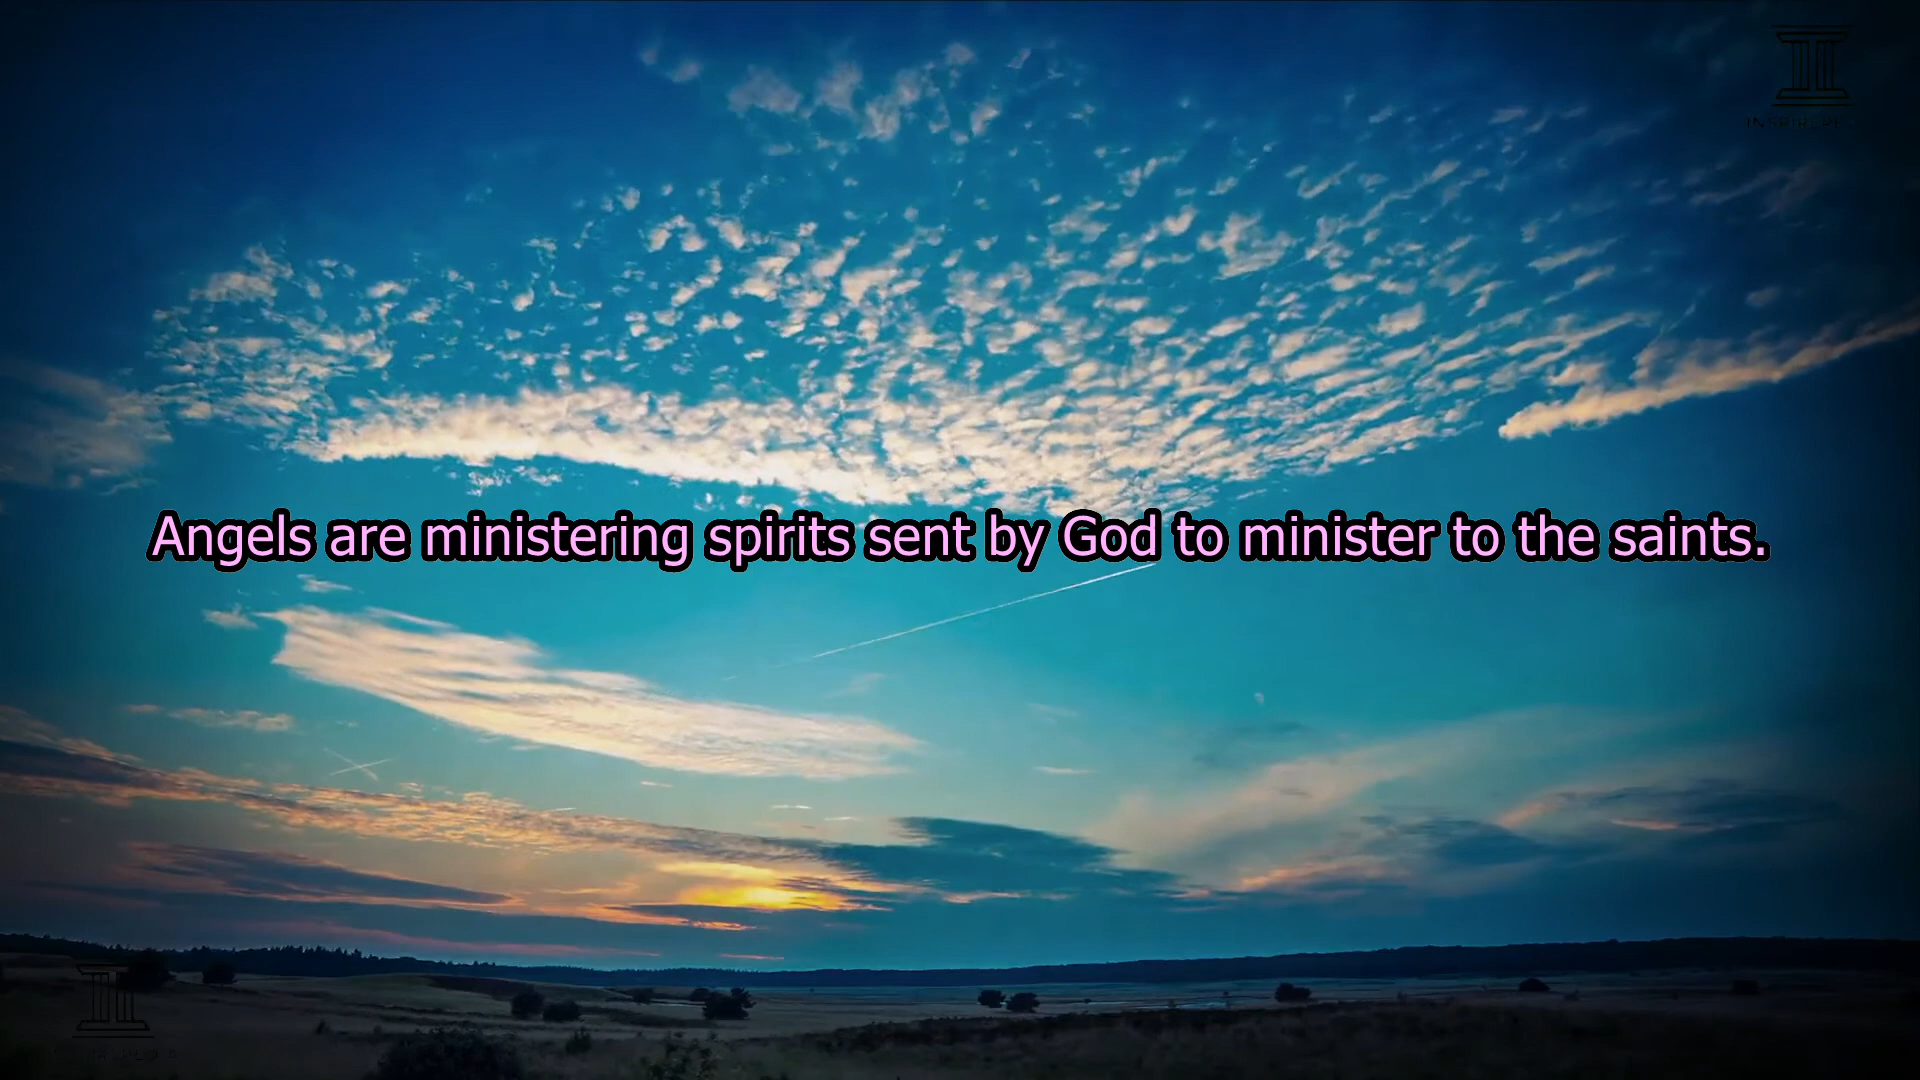 Angels are ministering spirits sent by God to minister to the saints.